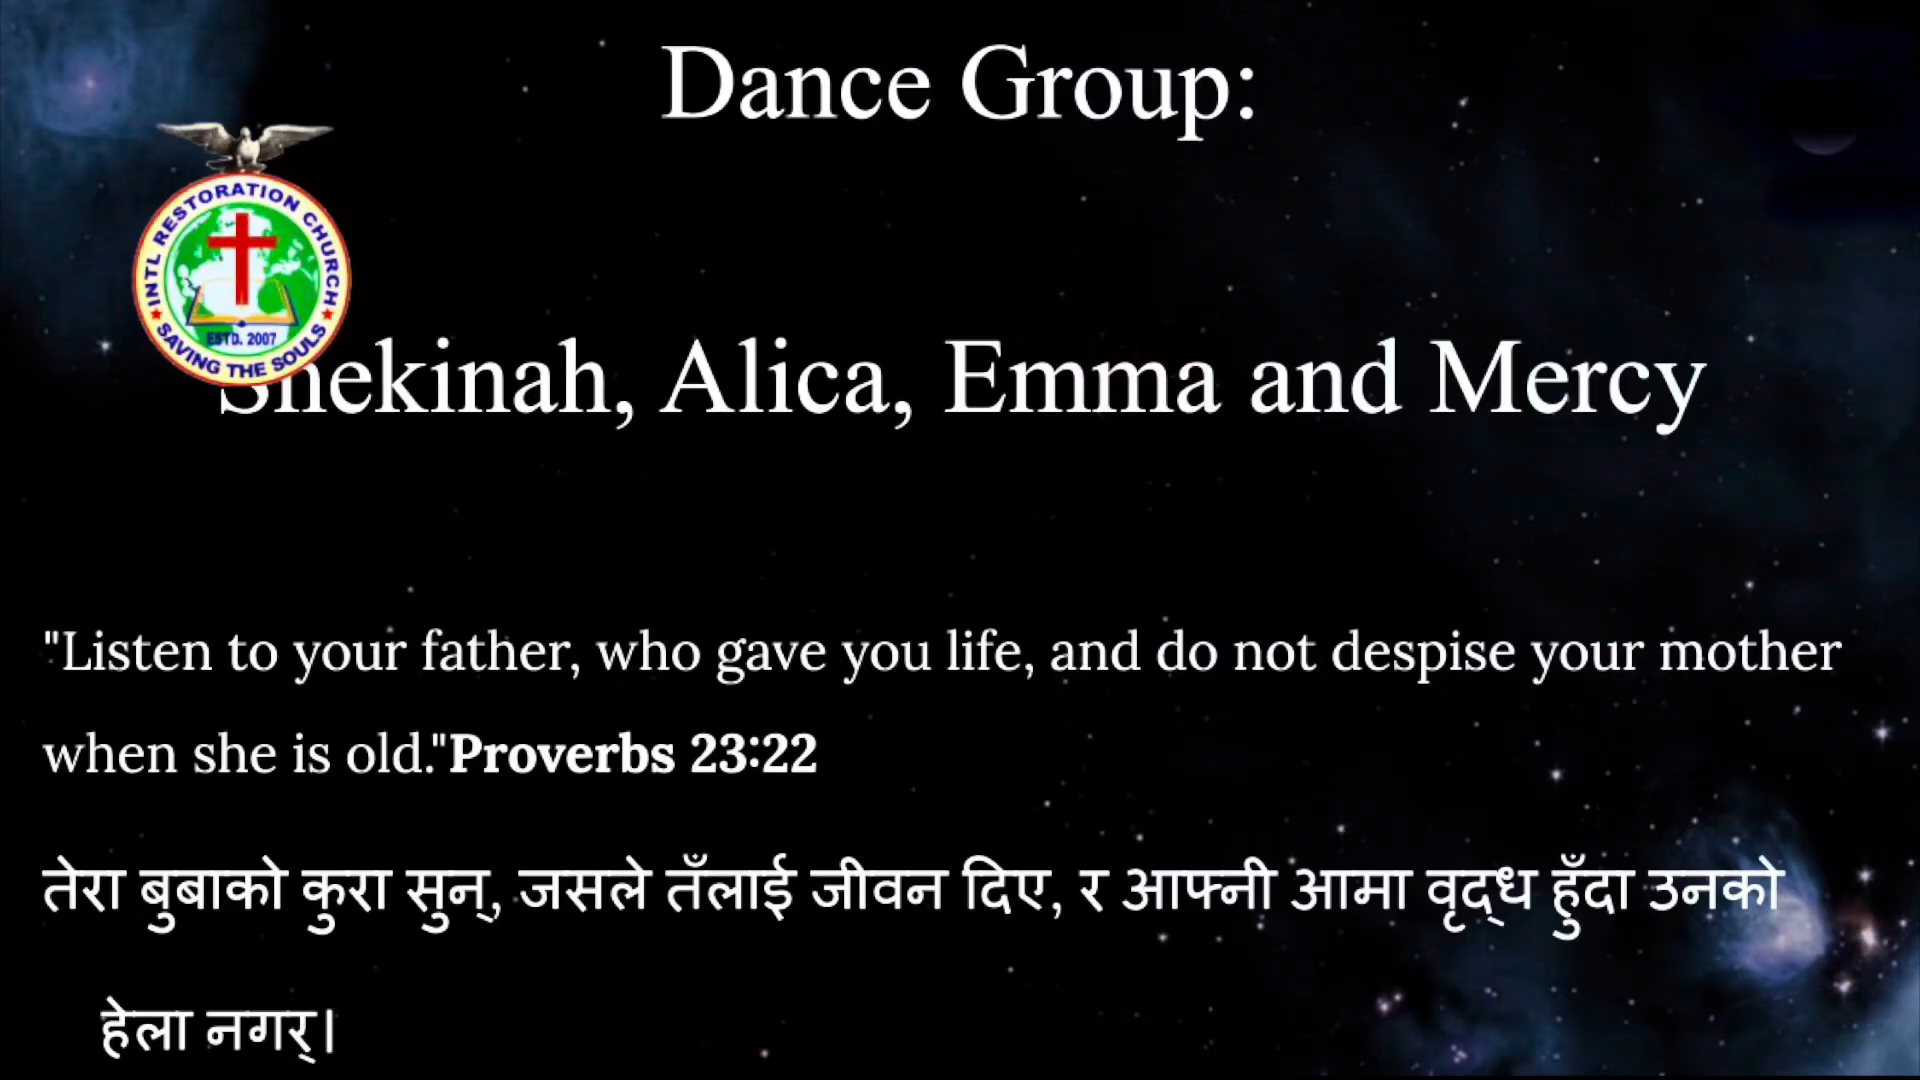 Dance Group:
INTL RESTORATION CHURCH
ESTD. 2007
SAVING THE SOULS
Shekinah, Alica, Emma and Mercy
"Listen to your father, who gave you life, and do not despise your mother
when she is old."Proverbs 23:22
तेरा बुबाको कुरा सुन्, जसले तँलाई जीवन दिए, र आफ्नी आमा वृद्ध हुँदा उनको
हेला नगर्।